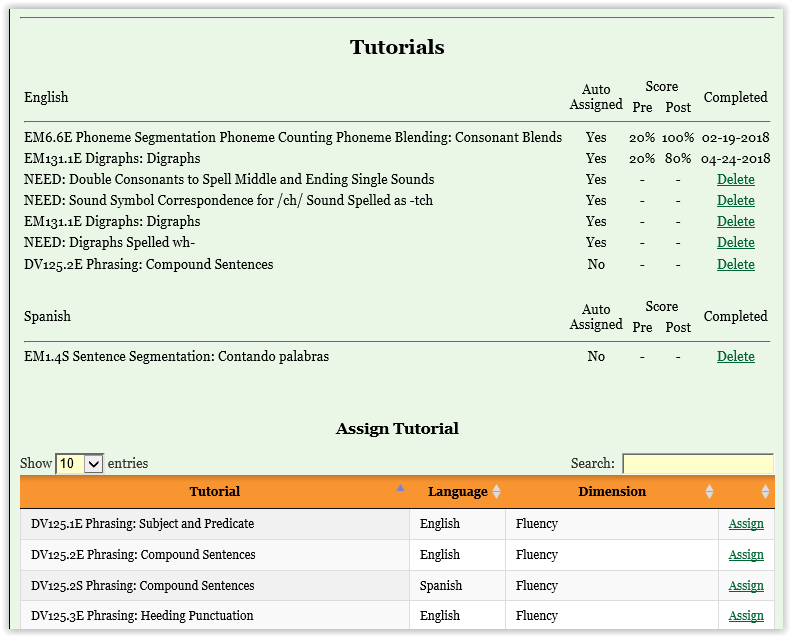 Tutorials
English Auto Assigned Score Pre Post Completed
EM6.6E Phoneme Segmentation Phoneme Counting Phoneme Blending: Consonant Blends Yes 20% 100% 02-19-2018
EM131.1E Digraphs: Digraphs Yes 20% 80% 04-24-2018
NEED: Double Consonants to Spell Middle and Ending Single Sounds Yes - - Delete
NEED: Sound Symbol Correspondence for /ch/ Sound Spelled as -tch Yes - - Delete
EM131.1E Digraphs: Digraphs Yes - - Delete
NEED: Digraphs Spelled wh- Yes - - Delete
DV125.2E Phrasing: Compound Sentences No - - Delete
Spanish Auto Assigned Score Pre Post Completed
EM1.4S Sentence Segmentation: Contando palabras No - - Delete
Assign Tutorial
Show 10 entries Search:
Tutorial Language Dimension
DV125.1E Phrasing: Subject and Predicate English Fluency Assign
DV125.2E Phrasing: Compound Sentences English Fluency Assign
DV125.2S Phrasing: Compound Sentences Spanish Fluency Assign
DV125.3E Phrasing: Heeding Punctuation English Fluency Assign